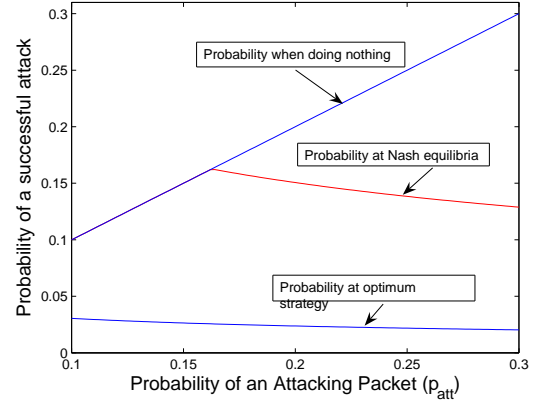 Probability of a successful attack
0.3
0.25
0.2
0.15
0.1
0.05
0
Probability when doing nothing
Probability at Nash equilibria
Probability at optimum
strategy
0.1 0.15 0.2 0.25 0.3
Probability of an Attacking Packet (p_att)